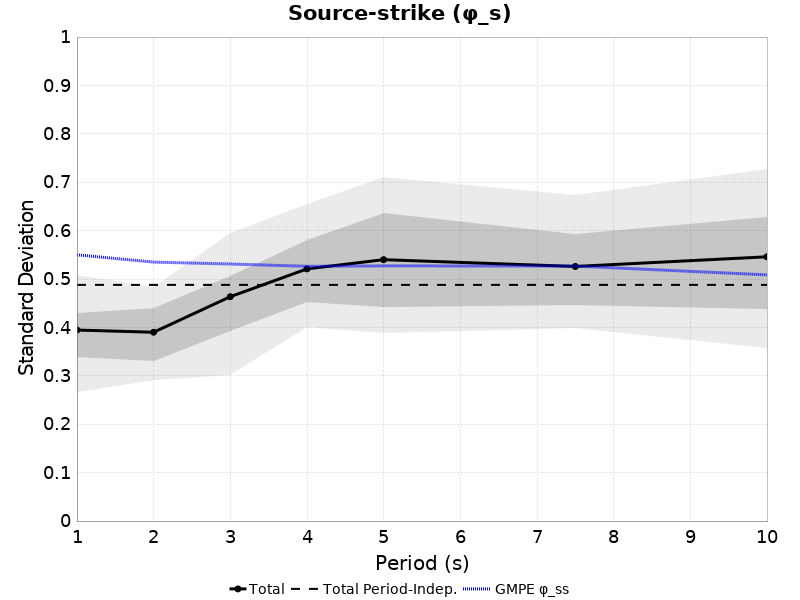 Source-strike (φ_s)
Standard Deviation
1
0.9
0.8
0.7
0.6
0.5
0.4
0.3
0.2
0.1
0
1 2 3 4 5 6 7 8 9 10
Period (s)
Total Total Period-Indep. GMPE φ_ss